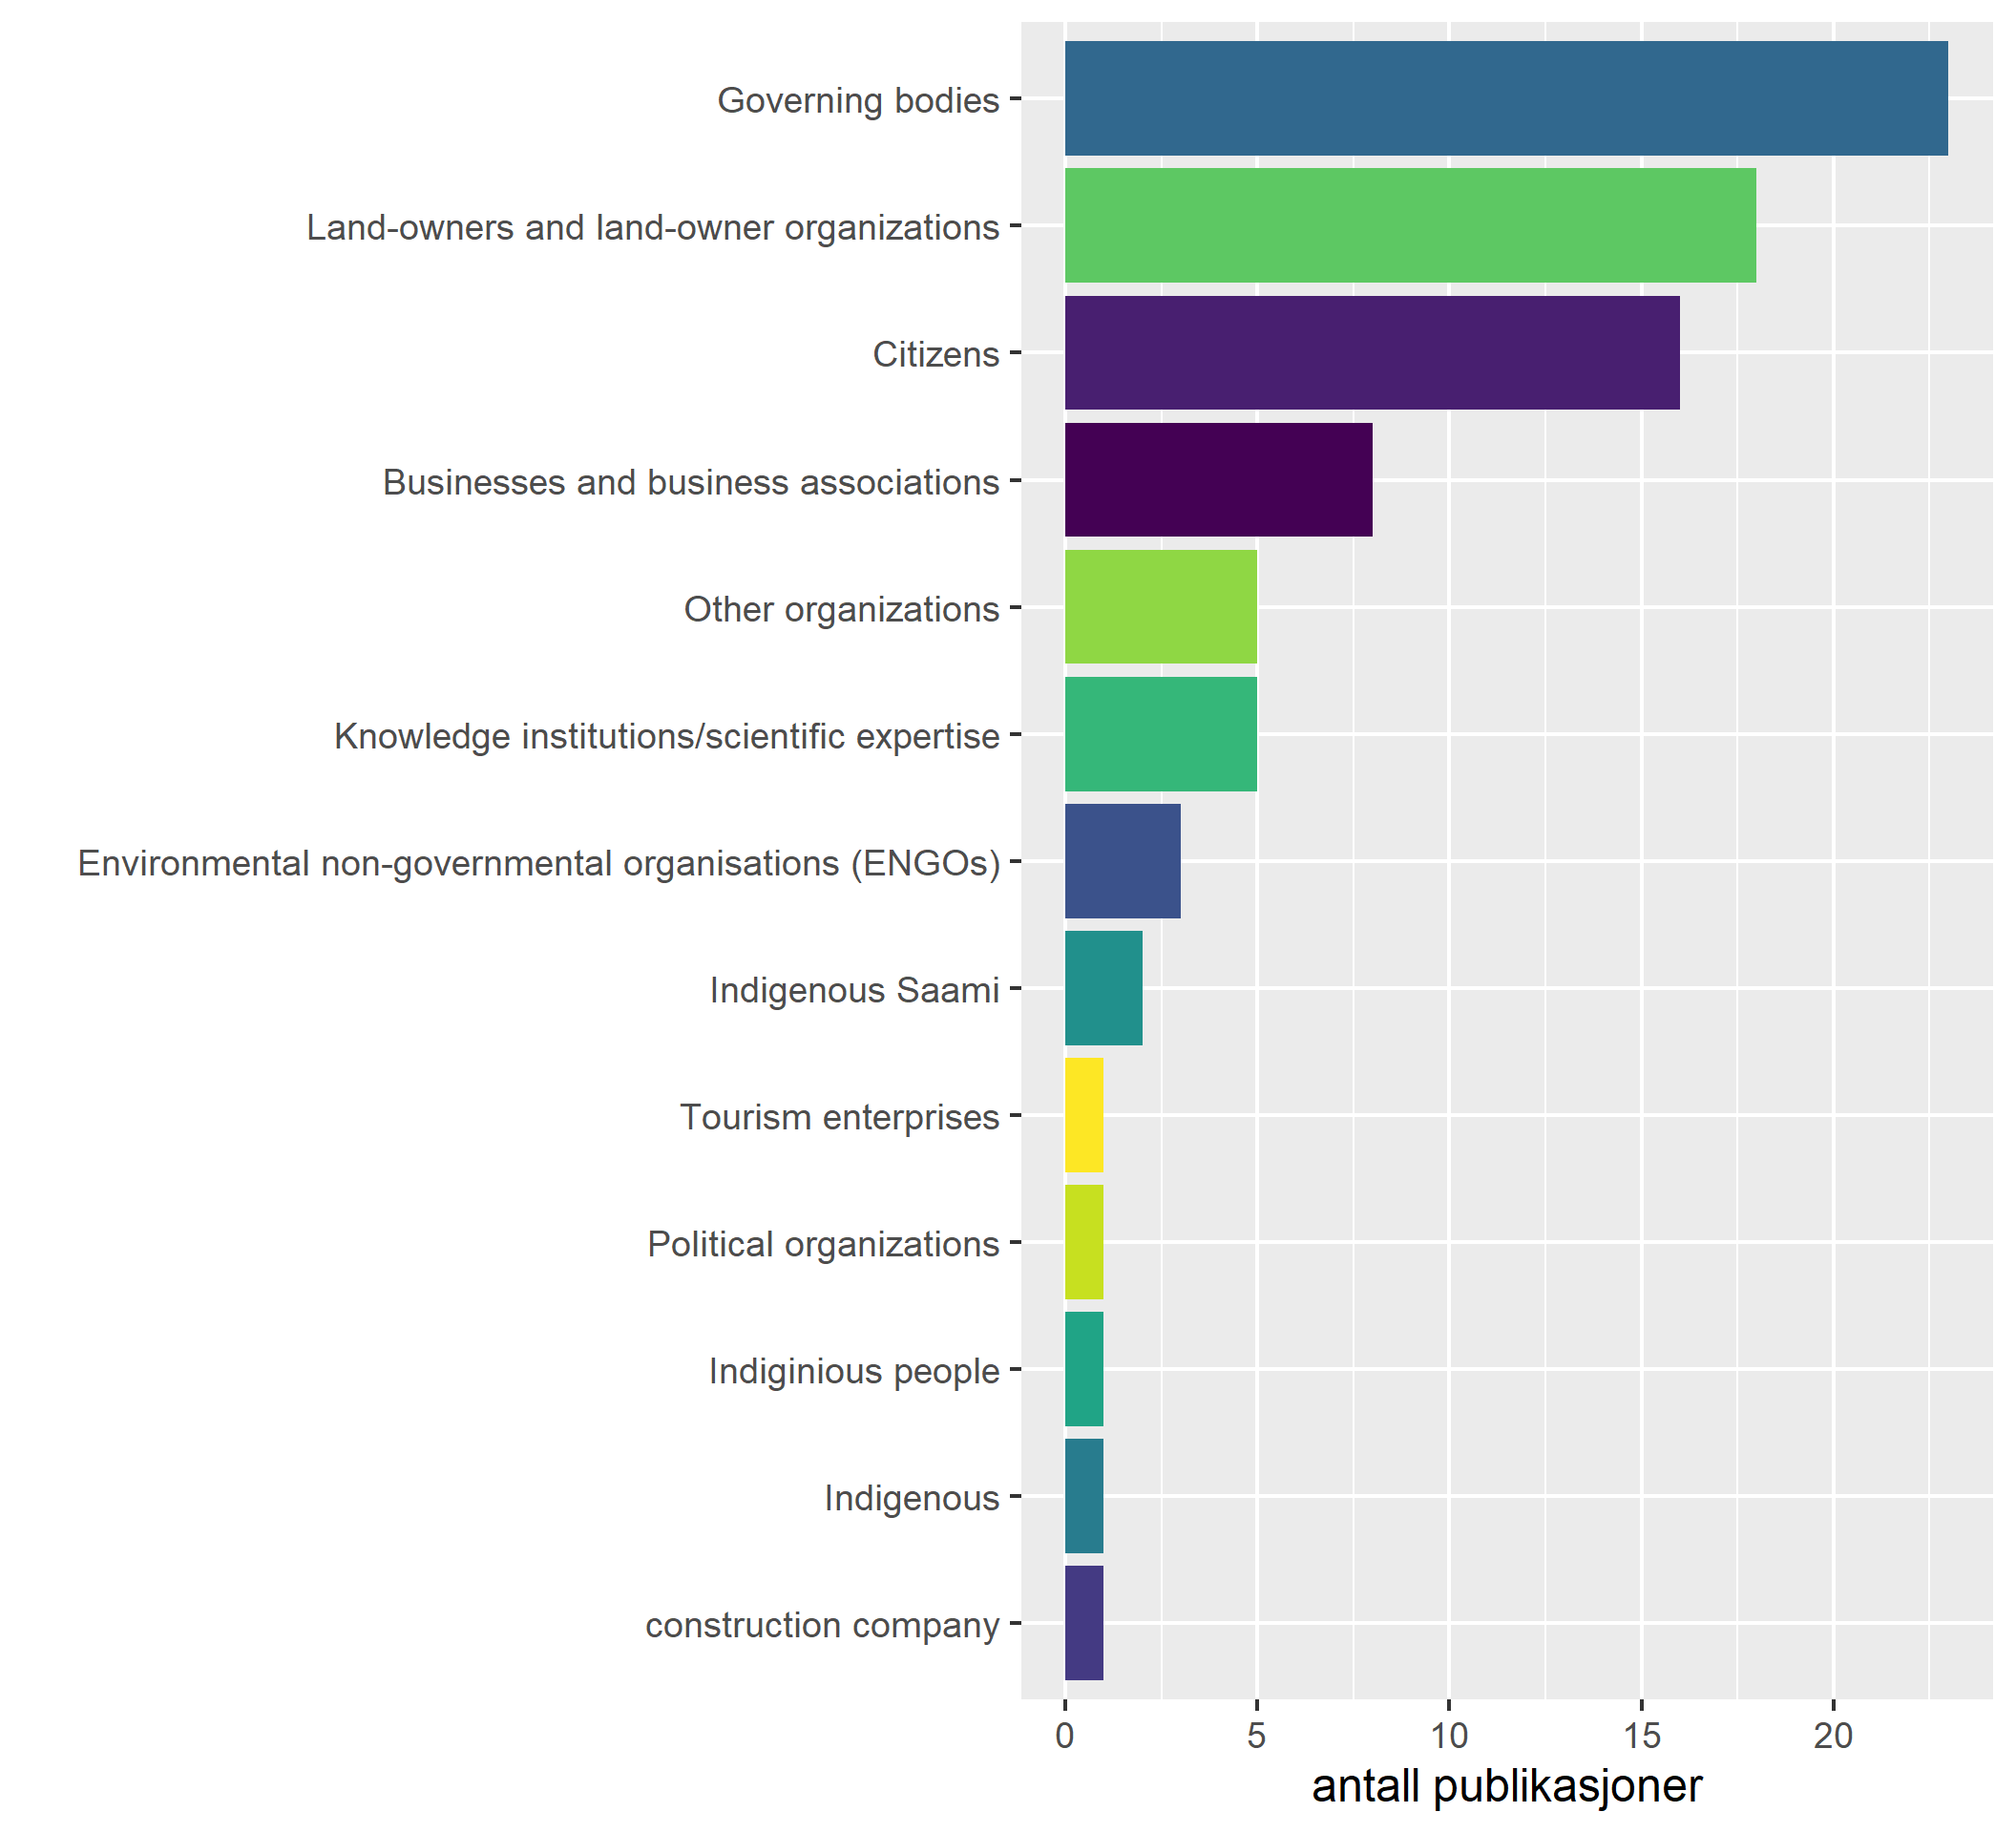 Governing bodies
Land-owners and land-owner organizations
Citizens
Businesses and business associations
Other organizations
Knowledge institutions/scientific expertise
Environmental non-governmental organisations (ENGOs)
Indigenous Saami
Tourism enterprises
Political organizations
Indiginious people
Indigenous
construction company
0 5 10 15 20
antall publikasjoner